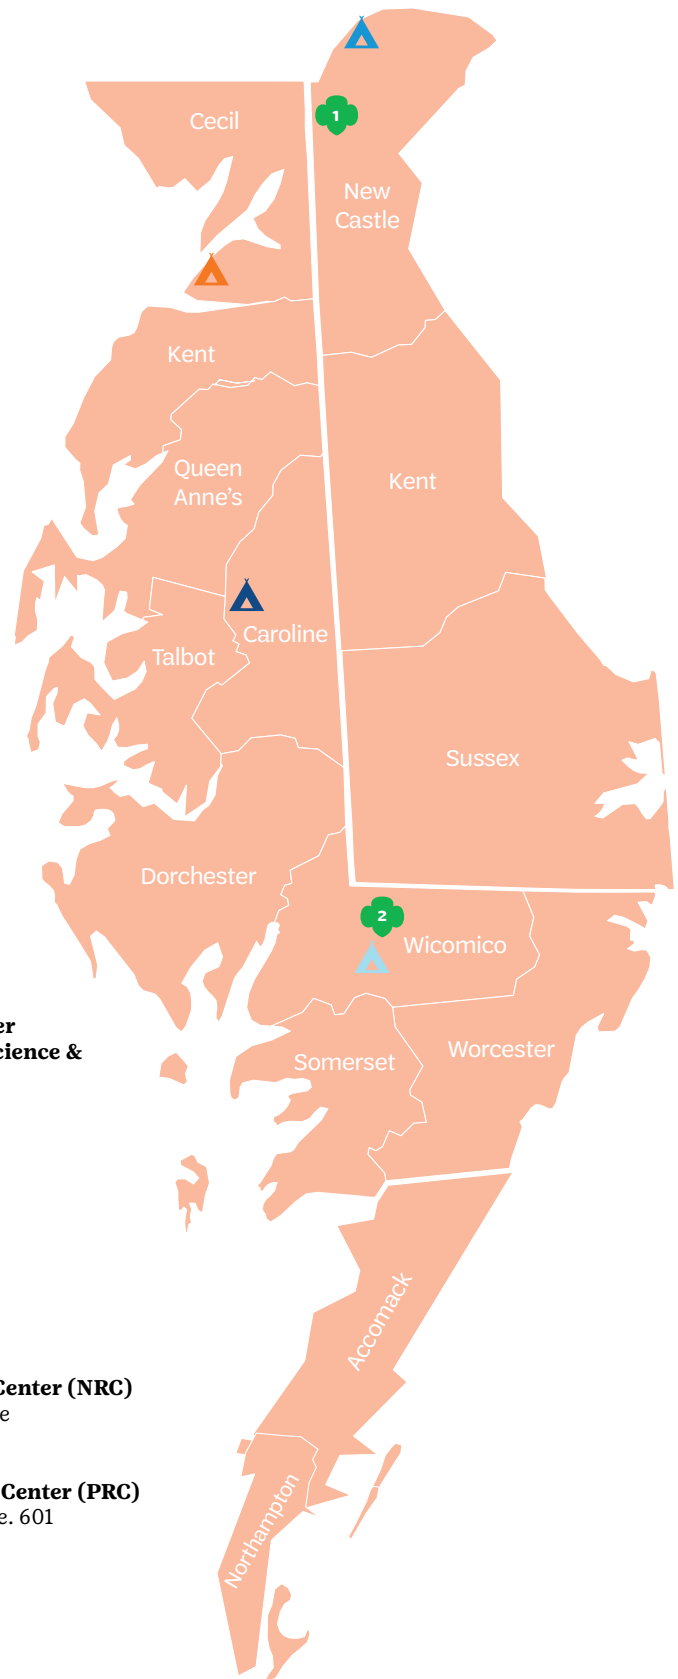 Cecil
1
New
Castle
Kent
Queen
Anne's
Kent
Caroline
Talbot
Sussex
Dorchester
2
Wicomico
er
cience &
Somerset
Worcester
Accomack
Center (NRC)
e
Center (PRC)
e. 601
Northampton